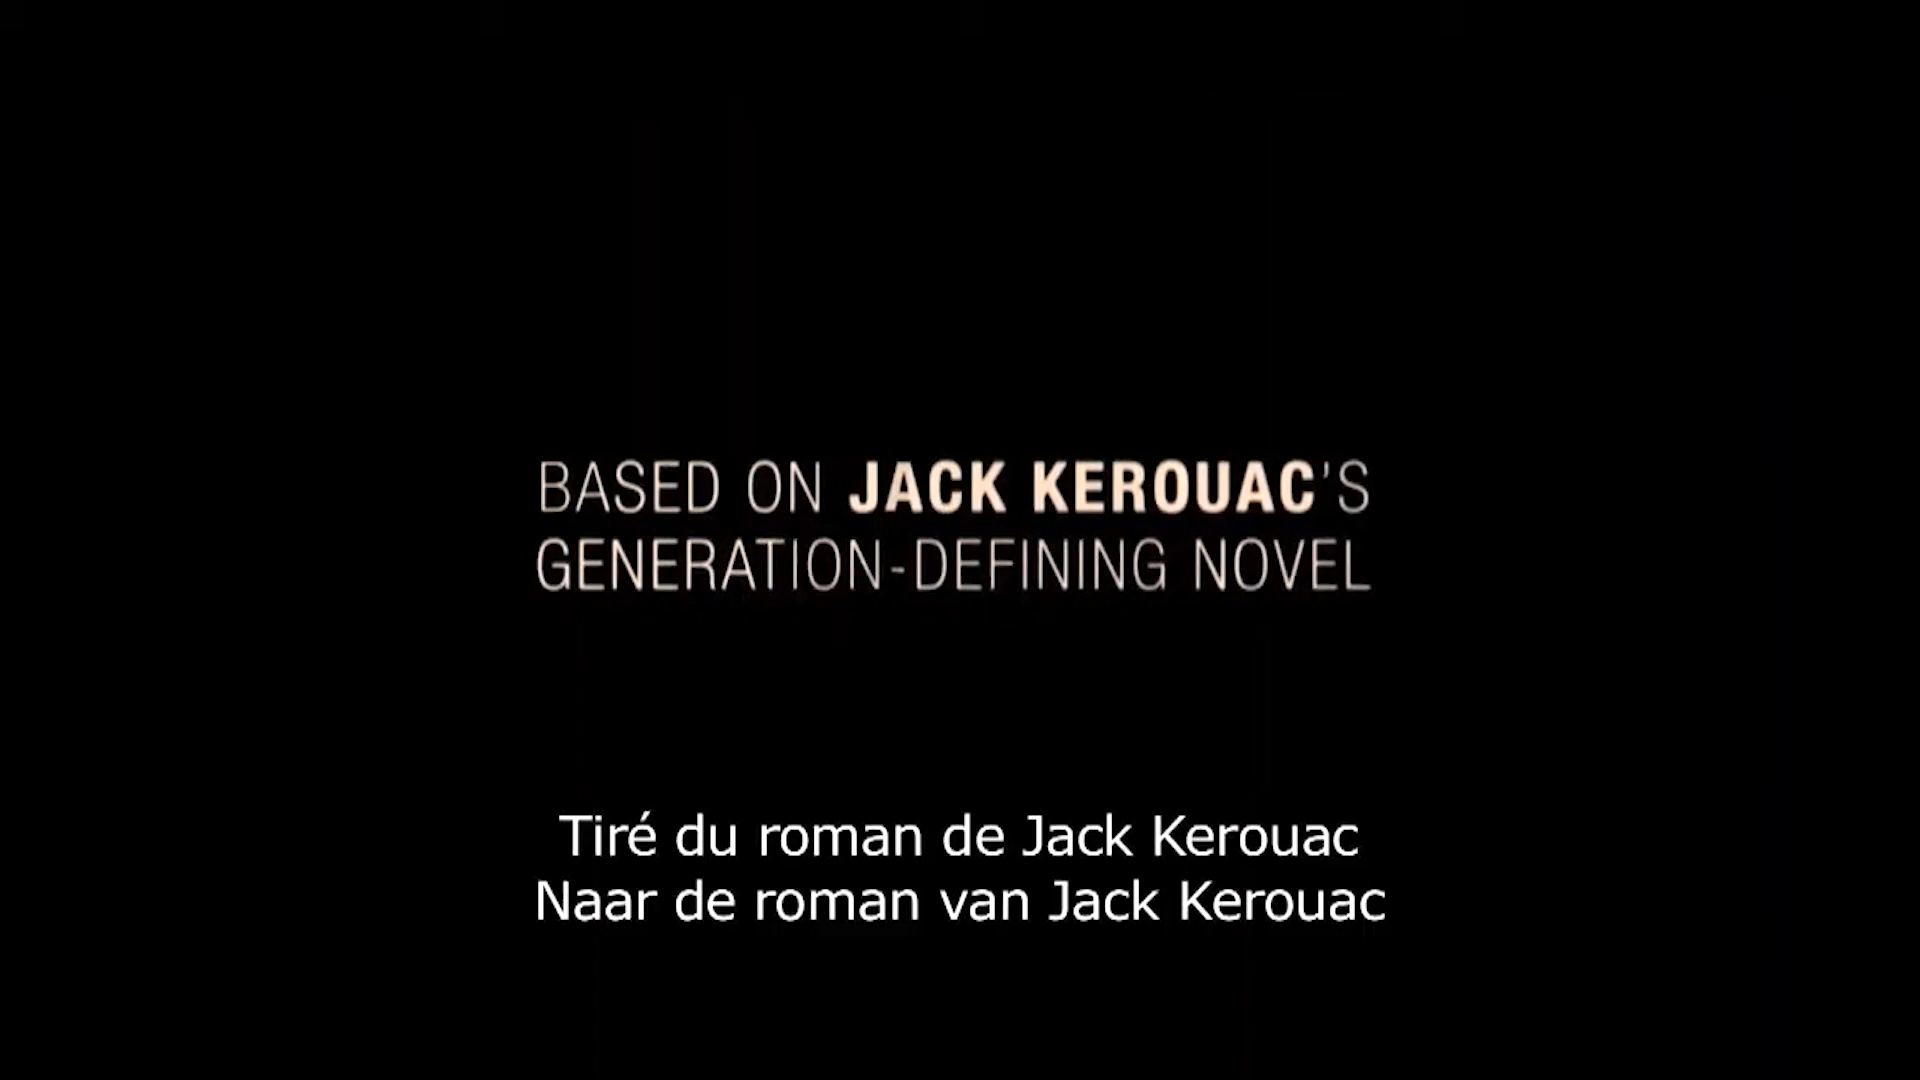 BASED ON JACK KEROUAC'S
GENERATION-DEFINING NOVEL
Tiré du roman de Jack Kerouac
Naar de roman van Jack Kerouac